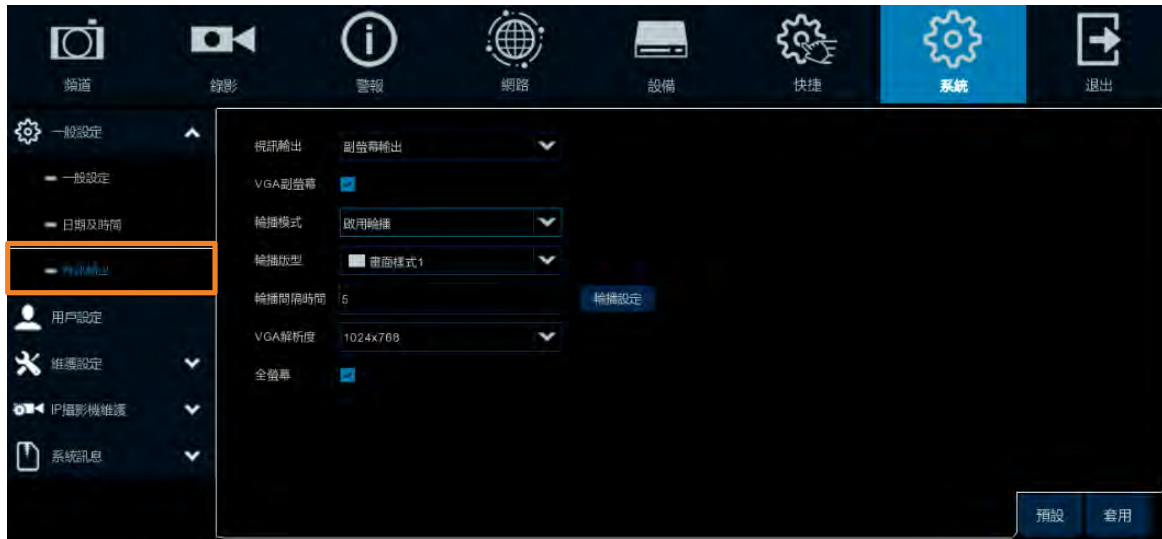 頻道
錄影
警報
網路
設備
快捷
系統
退出
一般設定
一般設定
日期及時間
視訊輸出
用戶設定
維護設定
IP攝影機維護
系統訊息
視訊輸出 副螢幕輸出
VGA副螢幕
輪播模式 啟用輪播
輪播版型 畫面樣式1
輪播間隔時間 5 輪播設定
VGA解析度 1024x768
全螢幕
預設 套用